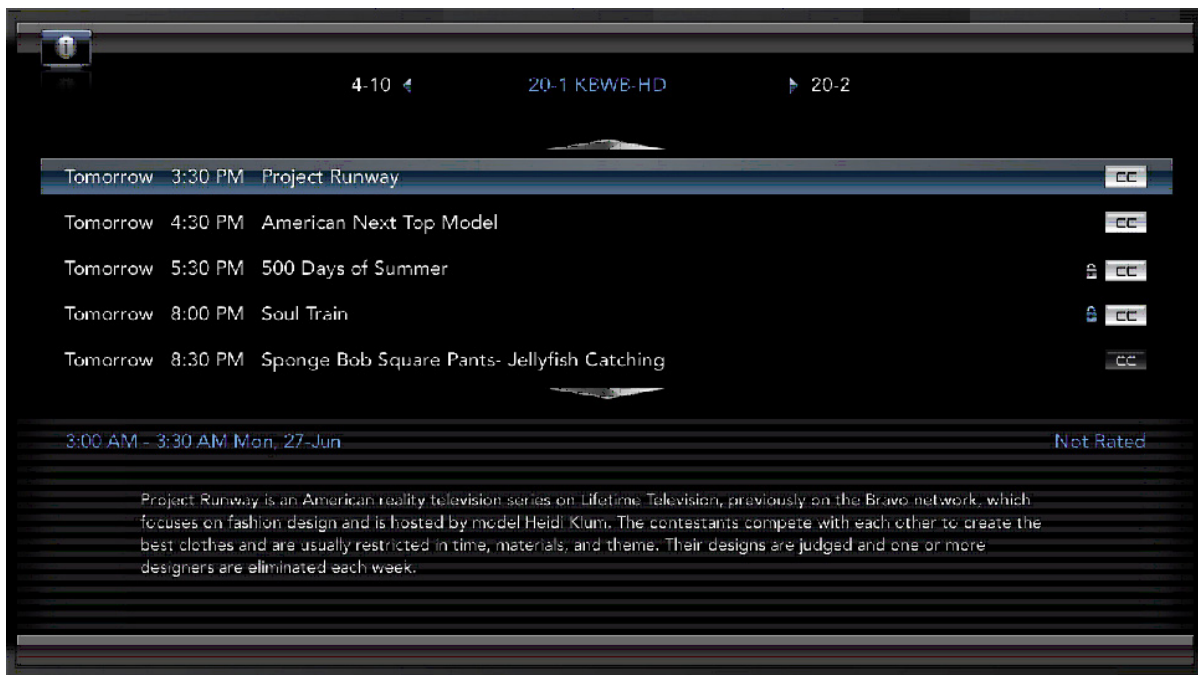 4-10 20-1 KBWB-HD 20-2
Tomorrow 3:30 PM Project Runway CC
Tomorrow 4:30 PM American Next Top Model CC
Tomorrow 5:30 PM 500 Days of Summer CC
Tomorrow 8:00 PM Soul Train CC
Tomorrow 8:30 PM Sponge Bob Square Pants- Jellyfish Catching CC
3:00 AM - 3:30 AM Mon, 27-Jun Not Rated
Project Runway is an American reality television series on Lifetime Television, previously on the Bravo network, which
focuses on fashion design and is hosted by model Heidi Klum. The contestants compete with each other to create the
best clothes and are usually restricted in time, materials, and theme. Their designs are judged and one or more
designers are eliminated each week.